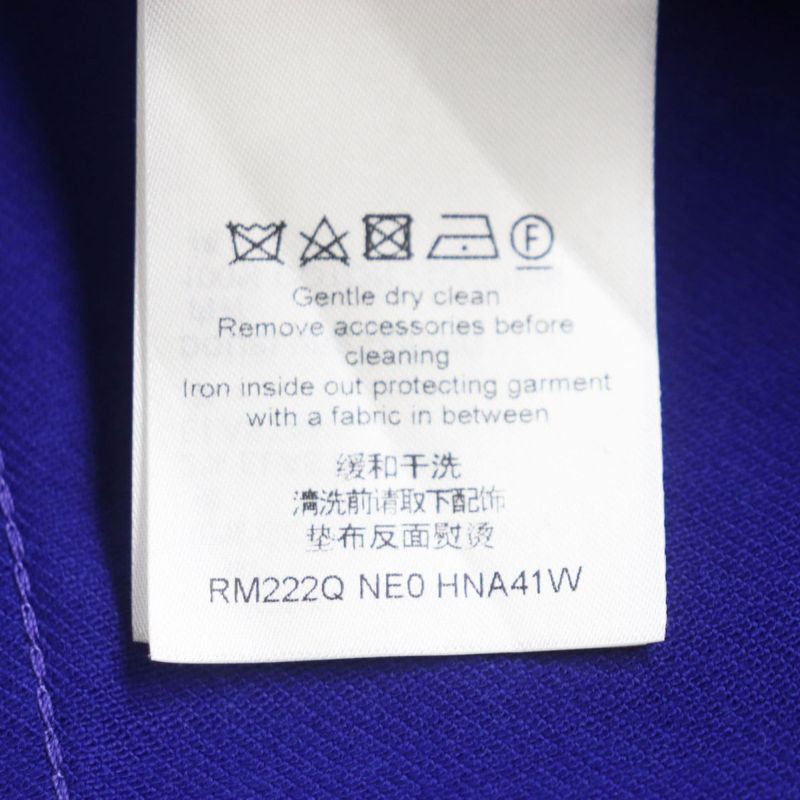 F
Gentle dry clean
Remove accessories before
cleaning
Iron inside out protecting garment
with a fabric in between
缓和干洗
清洗前请取下配饰
垫布反面熨烫
RM222Q NE0 HNA41W